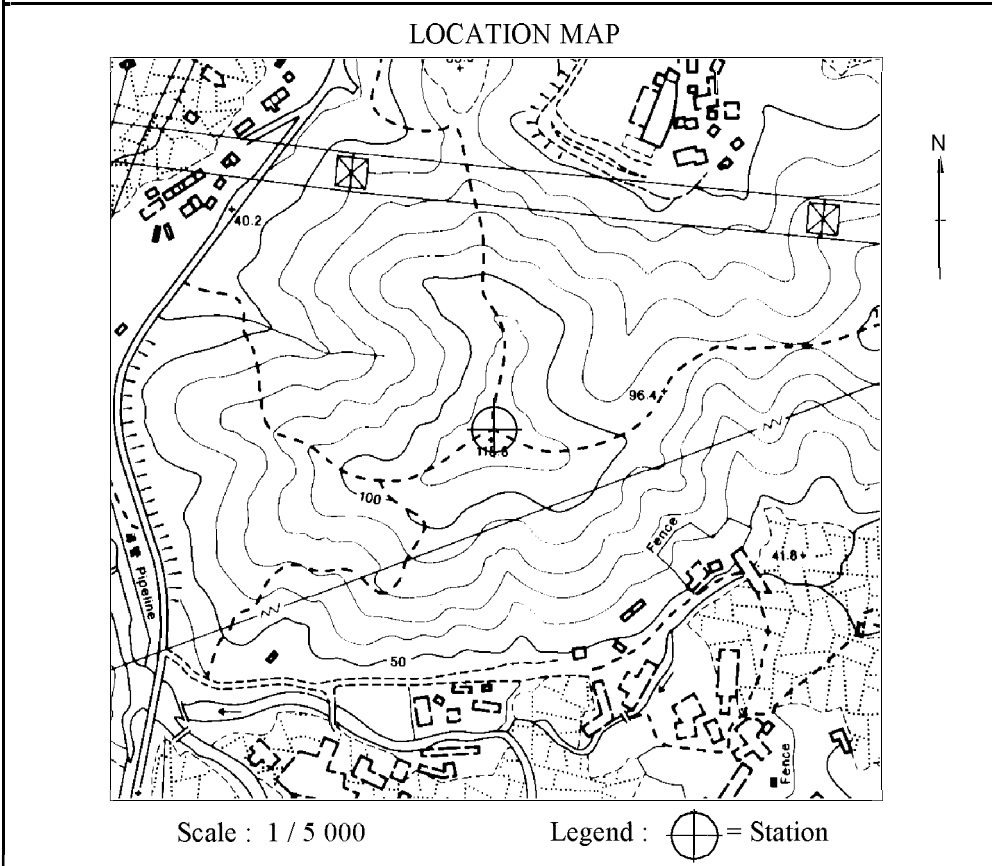 LOCATION MAP
N
40.2
96.4
100
Fence
41.8
Pipeline
50
Fence
Scale : 1 / 5 000
Legend : = Station